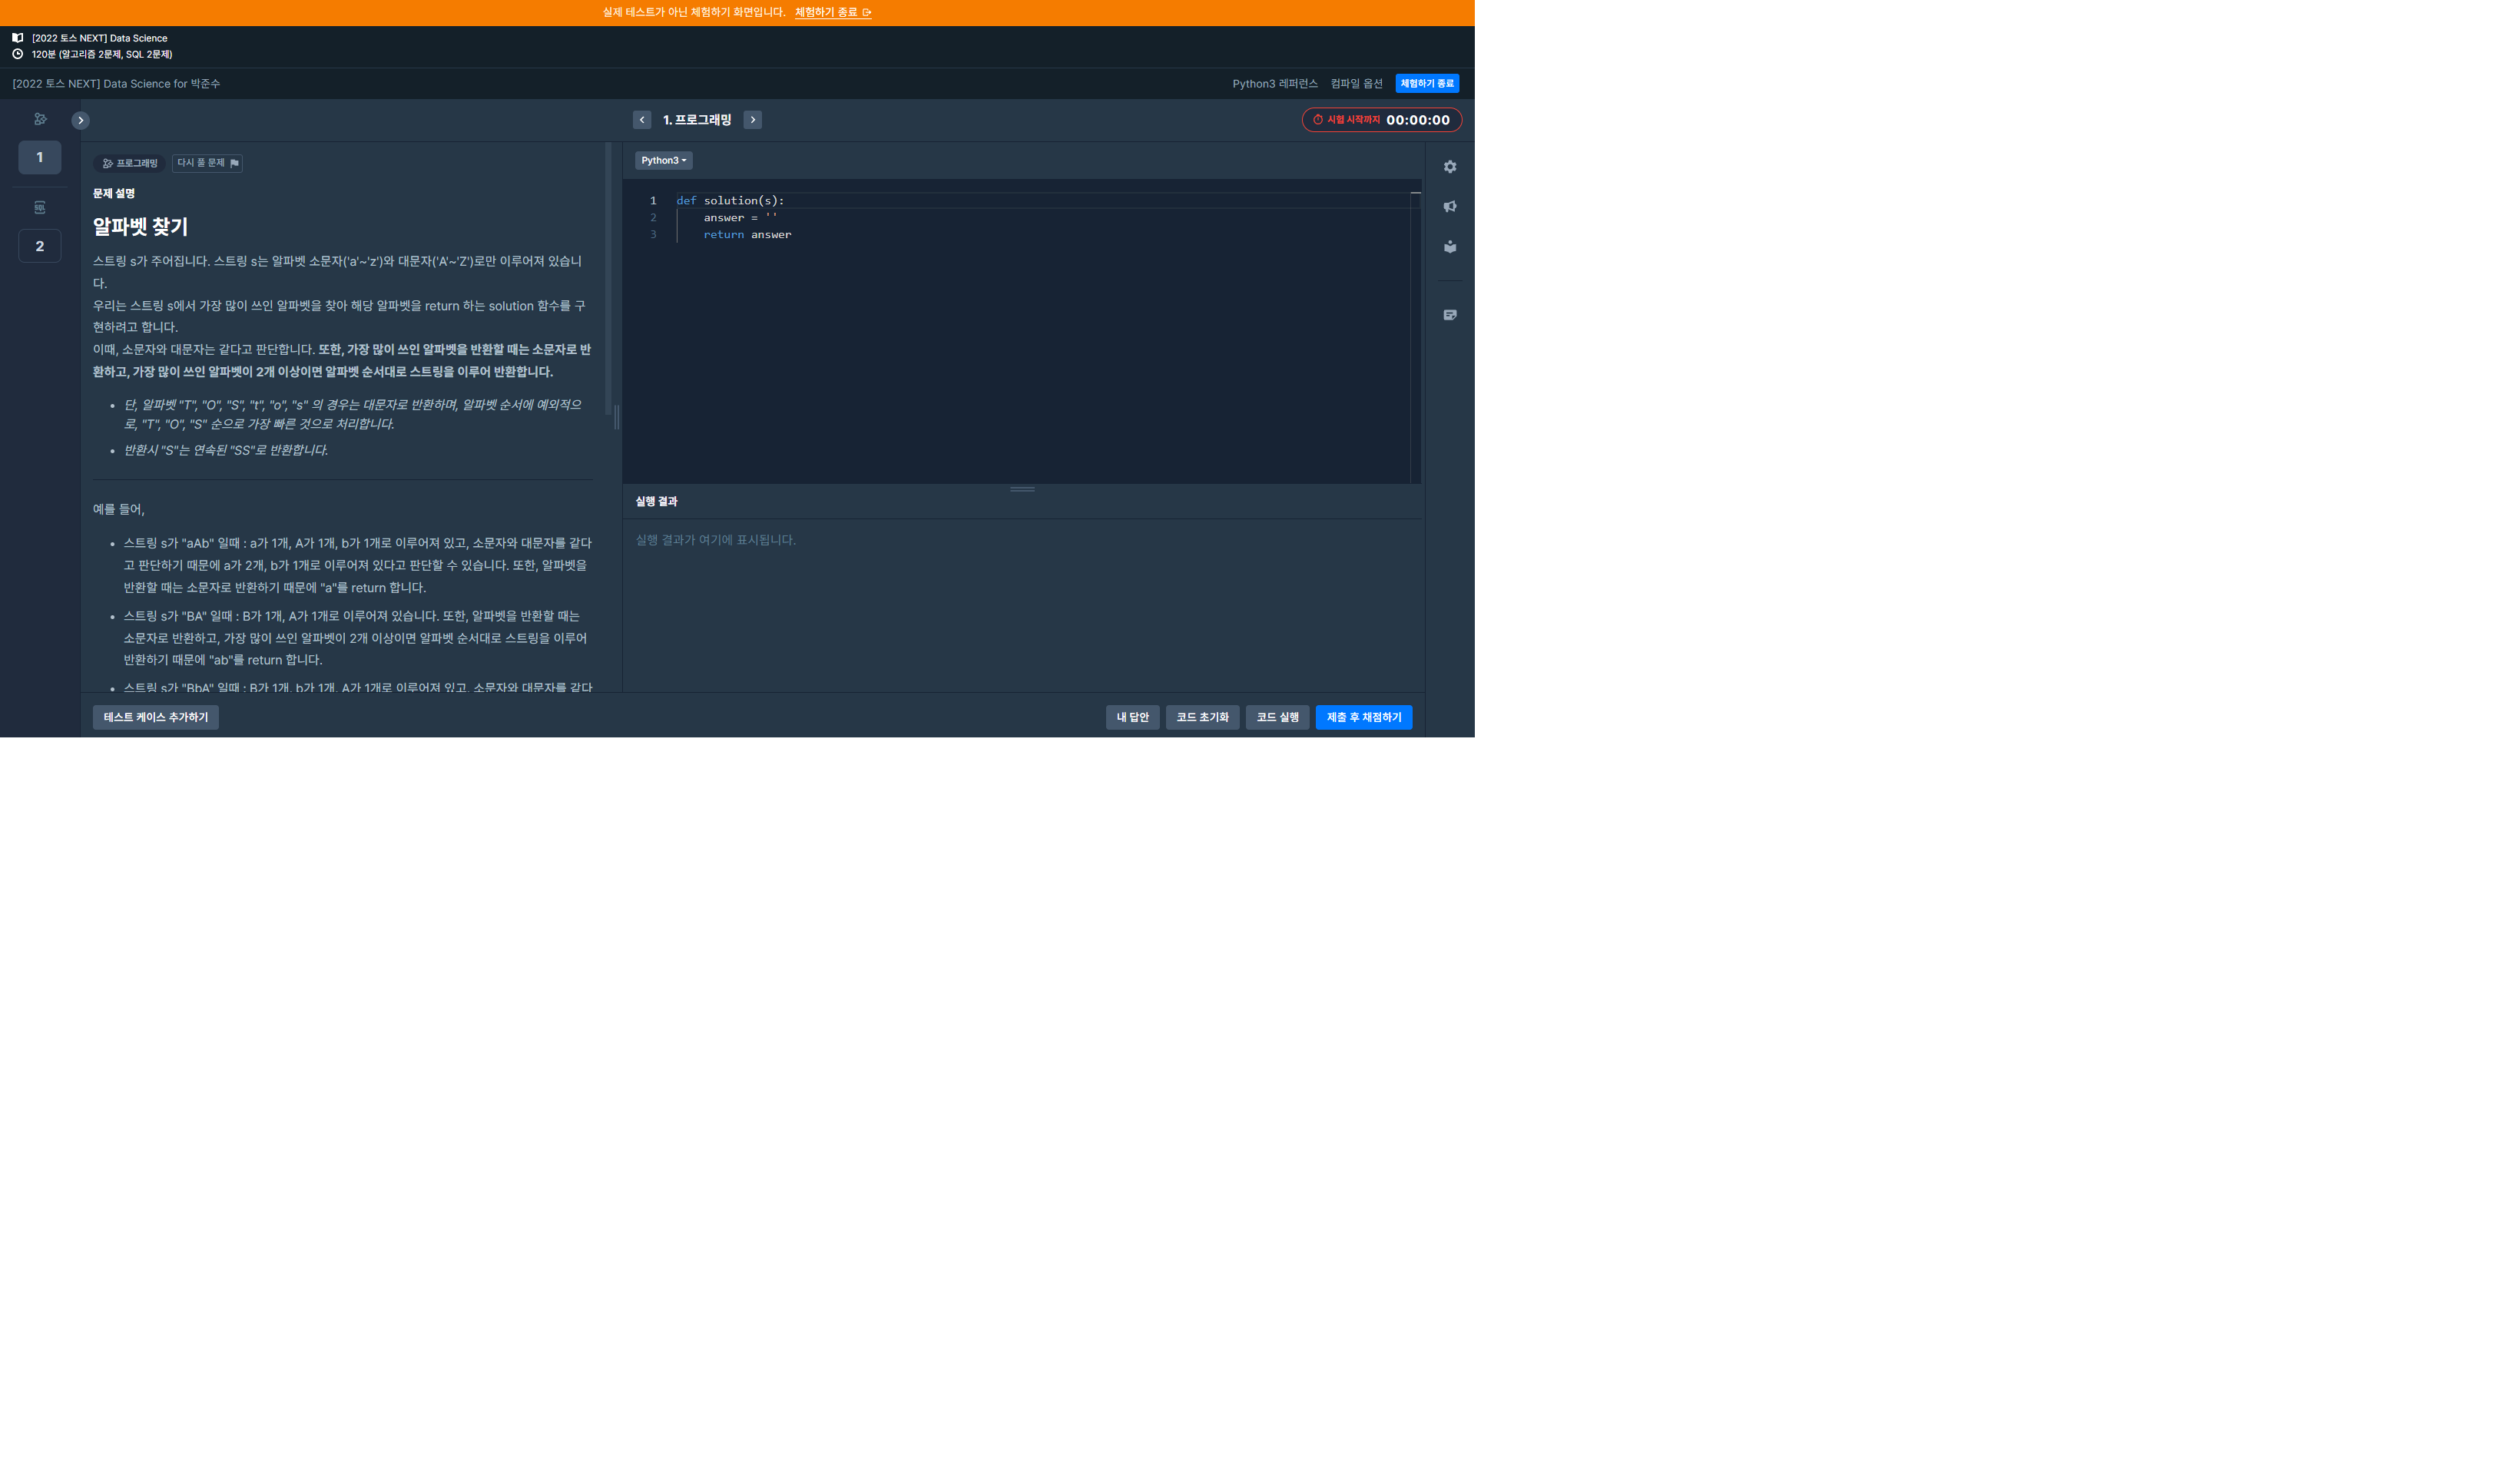 실제 테스트가 아닌 체험하기 화면입니다. 체험하기 종료
[2022 토스 NEXT] Data Science
120분 (알고리즘 2문제, SQL 2문제)
[2022 토스 NEXT] Data Science for 박준수
Python3 레퍼런스 컴파일 옵션 체험하기 종료
1. 프로그래밍
시험 시작까지 00:00:00
1
SQL
2
프로그래밍 다시 풀 문제
문제 설명
알파벳 찾기
스트링 s가 주어집니다. 스트링 s는 알파벳 소문자('a'~'z')와 대문자('A'~'Z')로만 이루어져 있습니
다.
우리는 스트링 s에서 가장 많이 쓰인 알파벳을 찾아 해당 알파벳을 return 하는 solution 함수를 구
현하려고 합니다.
이때, 소문자와 대문자는 같다고 판단합니다. 또한, 가장 많이 쓰인 알파벳을 반환할 때는 소문자로 반
환하고, 가장 많이 쓰인 알파벳이 2개 이상이면 알파벳 순서대로 스트링을 이루어 반환합니다.
• 단, 알파벳 "T", "O", "S", "t", "o", "s" 의 경우는 대문자로 반환하며, 알파벳 순서에 예외적으
로, "T", "O", "S" 순으로 가장 빠른 것으로 처리합니다.
• 반환시 "S"는 연속된 "SS"로 반환합니다.
예를 들어,
• 스트링 s가 "aAb" 일때 : a가 1개, A가 1개, b가 1개로 이루어져 있고, 소문자와 대문자를 같다
고 판단하기 때문에 a가 2개, b가 1개로 이루어져 있다고 판단할 수 있습니다. 또한, 알파벳을
반환할 때는 소문자로 반환하기 때문에 "a"를 return 합니다.
• 스트링 s가 "BA" 일때 : B가 1개, A가 1개로 이루어져 있습니다. 또한, 알파벳을 반환할 때는
소문자로 반환하고, 가장 많이 쓰인 알파벳이 2개 이상이면 알파벳 순서대로 스트링을 이루어
반환하기 때문에 "ab"를 return 합니다.
• 스트링 s가 "BbA" 일때 : B가 1개, b가 1개, A가 1개로 이루어져 있고, 소문자와 대문자를 같다
Python3
1 def solution(s):
2 answer = ''
3 return answer
실행 결과
실행 결과가 여기에 표시됩니다.
테스트 케이스 추가하기
내 답안 코드 초기화 코드 실행 제출 후 채점하기